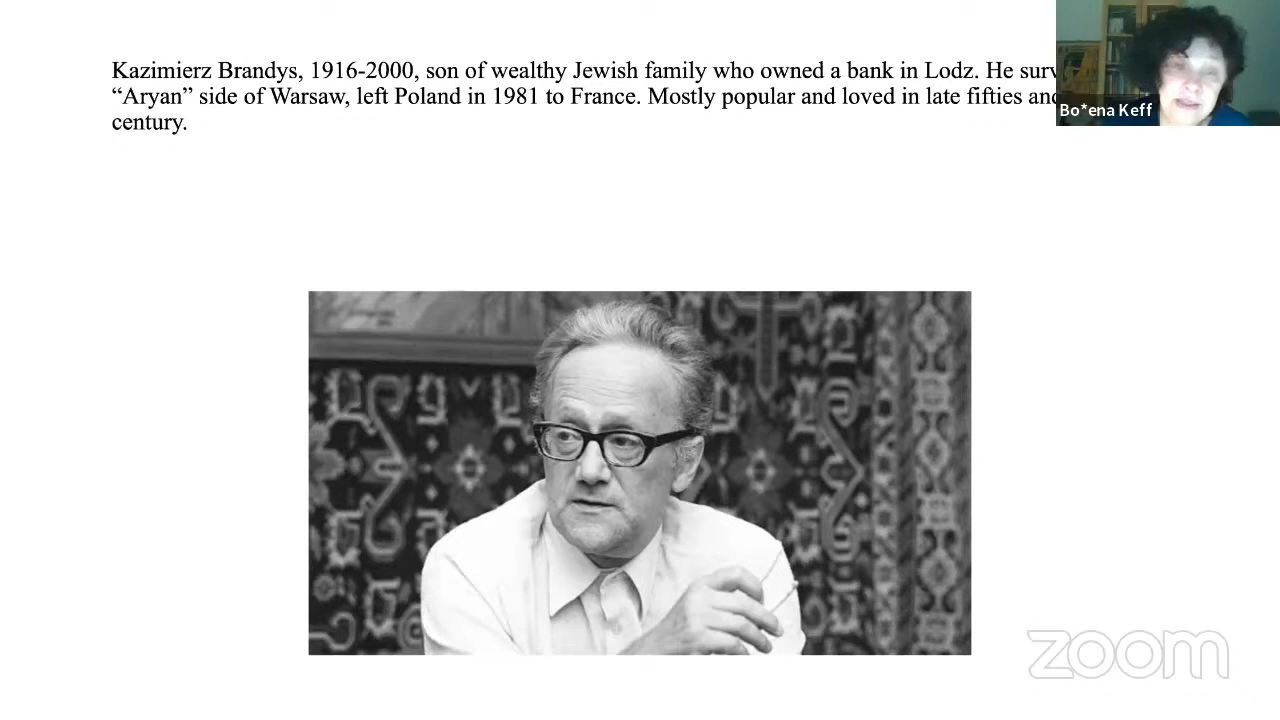 Kazimierz Brandys, 1916-2000, son of wealthy Jewish family who owned a bank in Lodz. He surv
“Aryan” side of Warsaw, left Poland in 1981 to France. Mostly popular and loved in late fifties and
century.
Bo*ena Keff
zoom